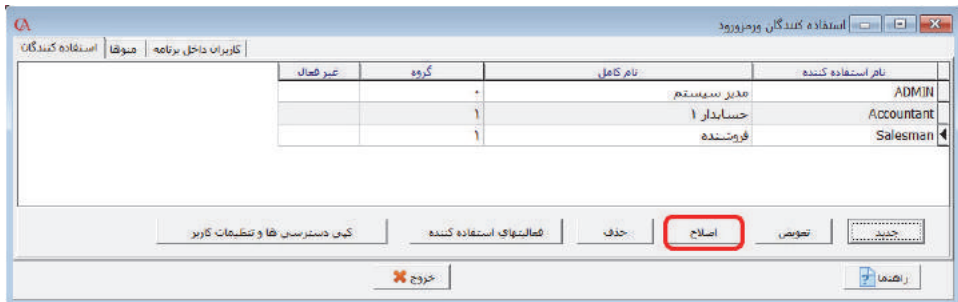 استفاده کنندگان ورمزورود
استفاده کنندگان منوها کاربران داخل برنامه
نام استفاده کننده نام کامل گروه غیر فعال
ADMIN مدیر سیستم ۰
Accountant حسابدار ۱ ۱
Salesman فروشنده ۱
جدید تعویض اصلاح حذف فعالیتهای استفاده کننده کپی دسترسی ها و تنظیمات کاربر
راهنما خروج